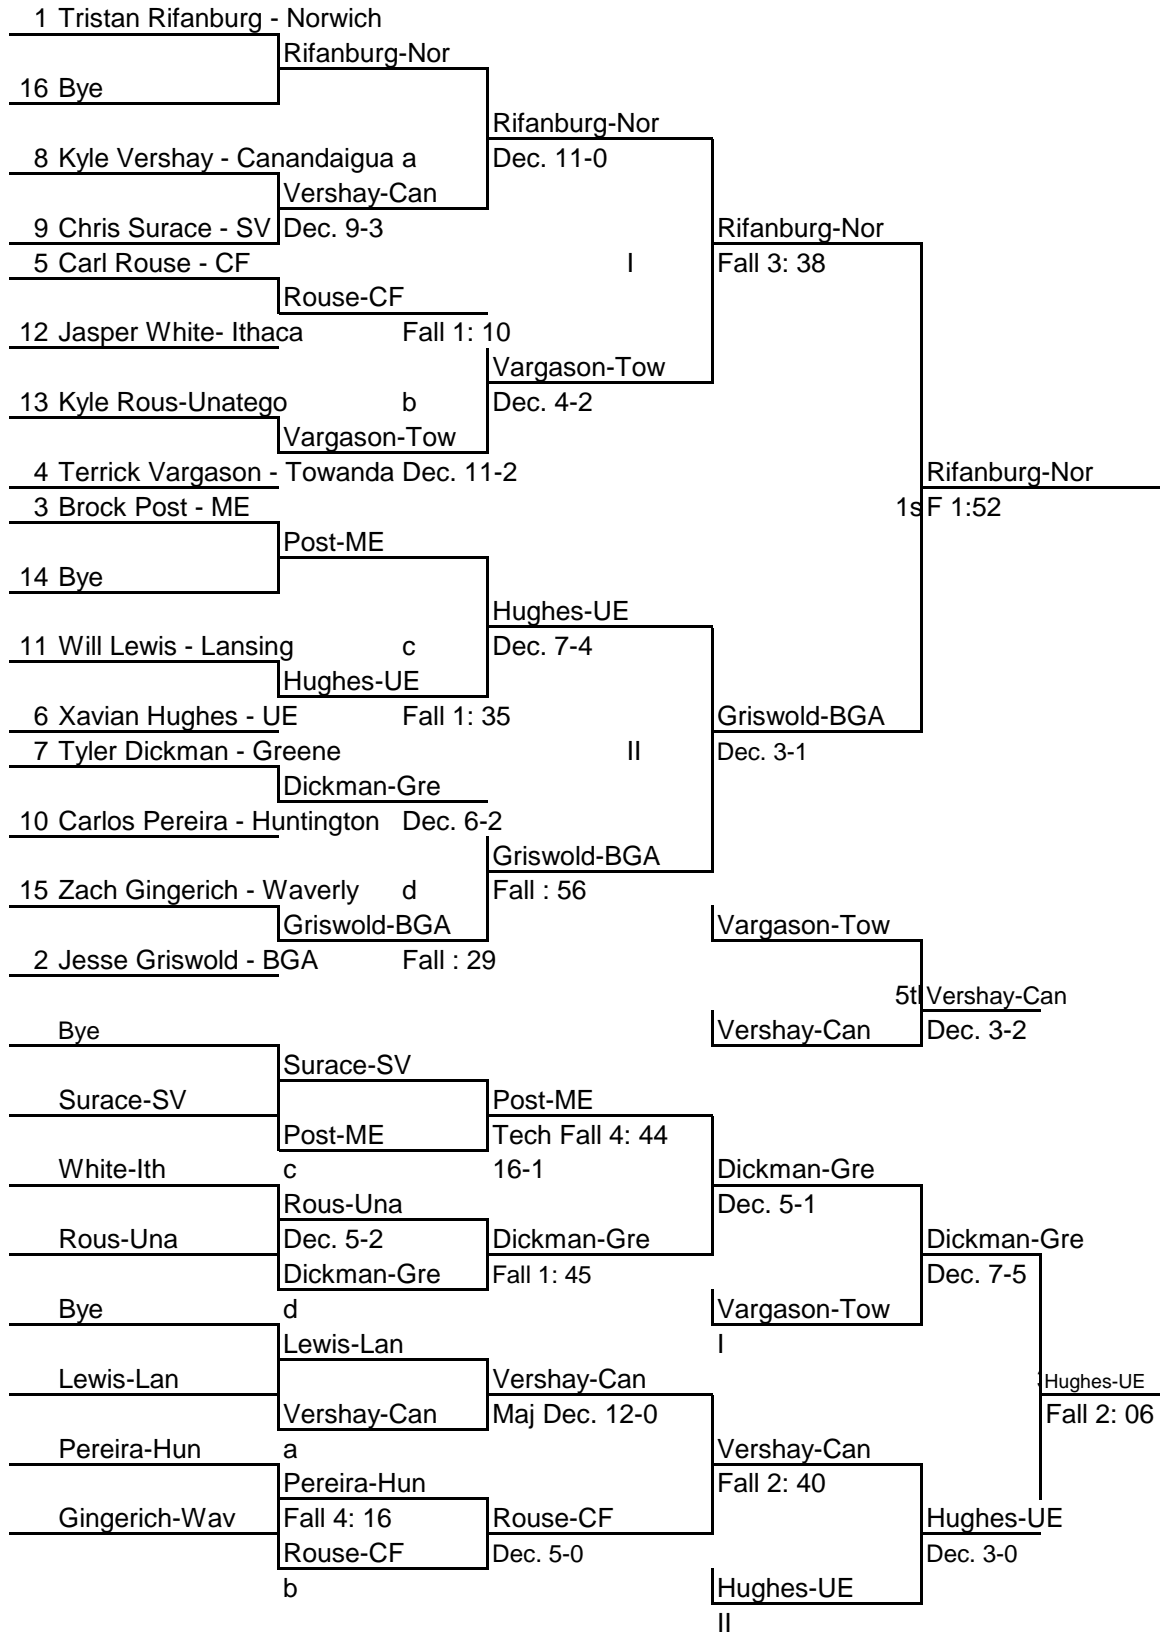 1 Tristan Rifanburg - Norwich
Rifanburg-Nor
16 Bye
Rifanburg-Nor
8 Kyle Vershay - Canandaigua a Dec. 11-0
Vershay-Can
9 Chris Surace - SV Dec. 9-3 Rifanburg-Nor
5 Carl Rouse - CF I Fall 3: 38
Rouse-CF
12 Jasper White- Ithaca Fall 1: 10
Vargason-Tow
13 Kyle Rous-Unatego b Dec. 4-2
Vargason-Tow
4 Terrick Vargason - Towanda Dec. 11-2 Rifanburg-Nor
3 Brock Post - ME 1s F 1:52
Post-ME
14 Bye
Hughes-UE
11 Will Lewis - Lansing c Dec. 7-4
Hughes-UE
6 Xavian Hughes - UE Fall 1: 35 Griswold-BGA
7 Tyler Dickman - Greene II Dec. 3-1
Dickman-Gre
10 Carlos Pereira - Huntington Dec. 6-2
Griswold-BGA
15 Zach Gingerich - Waverly d Fall : 56
Griswold-BGA Vargason-Tow
2 Jesse Griswold - BGA Fall : 29
5t Vershay-Can
Bye Vershay-Can Dec. 3-2
Surace-SV
Surace-SV Post-ME
Post-ME Tech Fall 4: 44
White-Ith c 16-1 Dickman-Gre
Rous-Una Dec. 5-1
Rous-Una Dec. 5-2 Dickman-Gre Dickman-Gre
Dickman-Gre Fall 1: 45 Dec. 7-5
Bye d Vargason-Tow
Lewis-Lan I
Lewis-Lan Vershay-Can Hughes-UE
Vershay-Can Maj Dec. 12-0 Fall 2: 06
Pereira-Hun a Vershay-Can
Pereira-Hun Fall 2: 40
Gingerich-Wav Fall 4: 16 Rouse-CF Hughes-UE
Rouse-CF Dec. 5-0 Dec. 3-0
b Hughes-UE
II